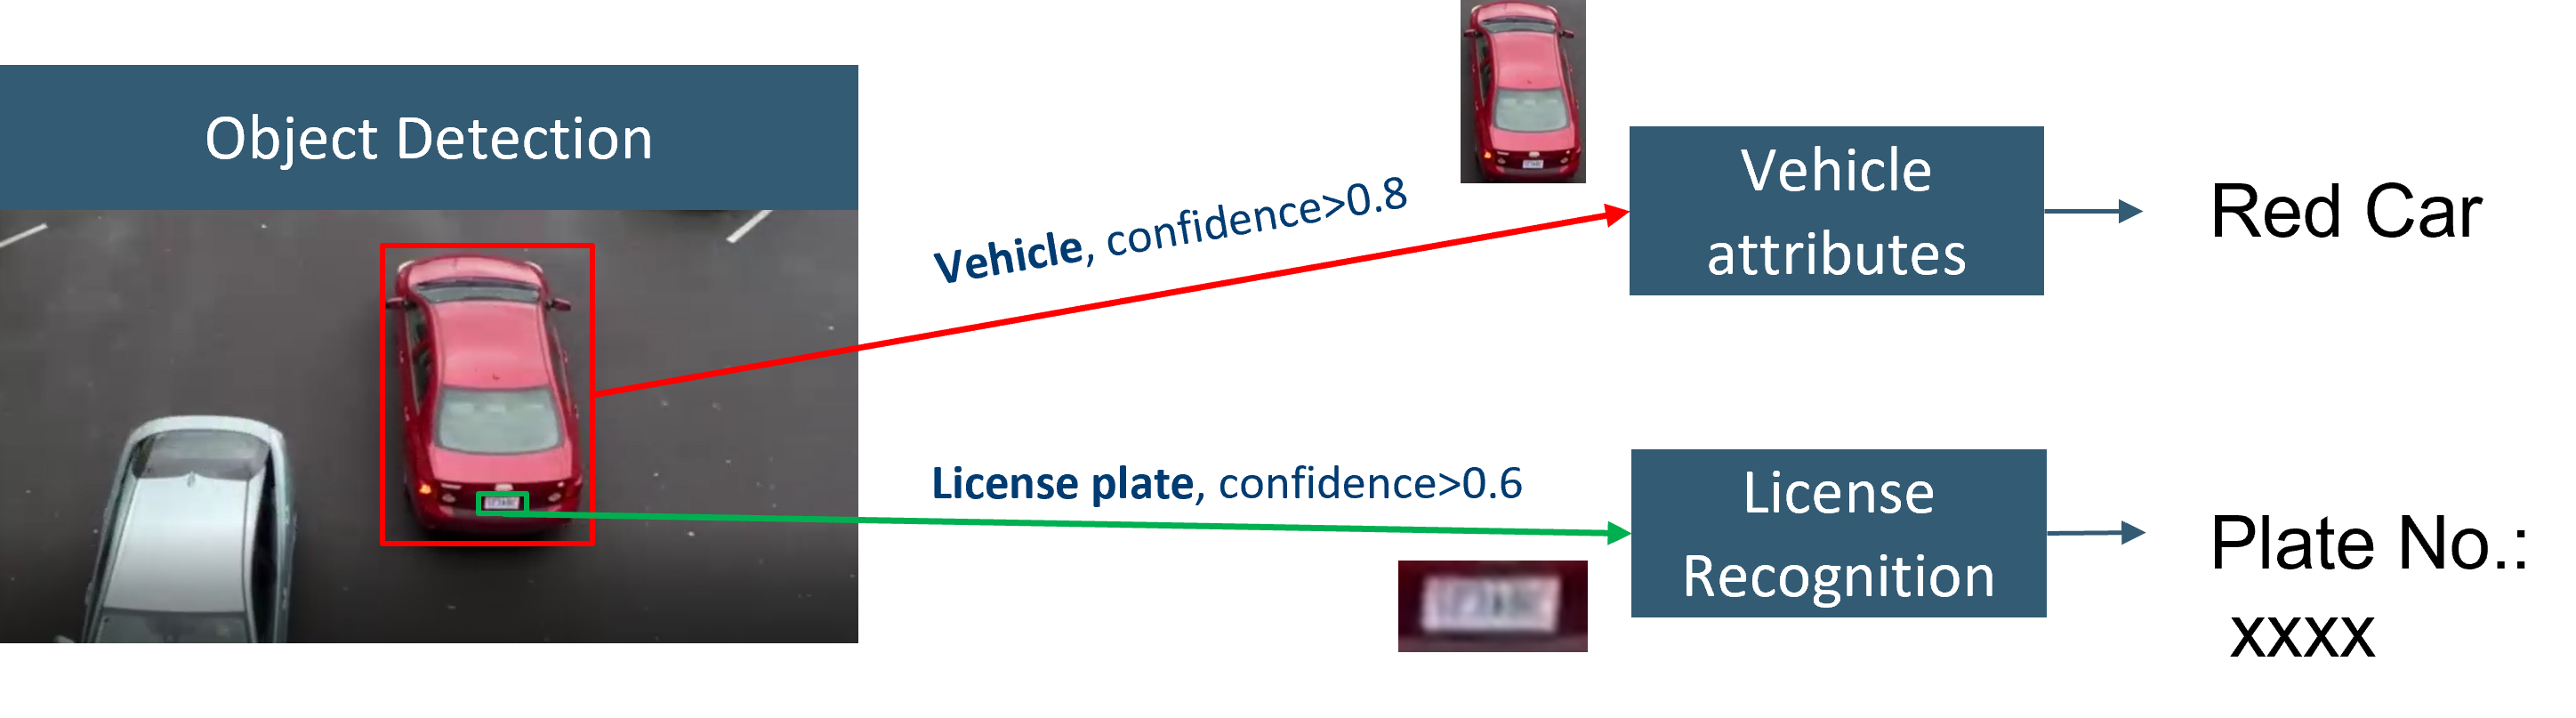 Object Detection
Vehicle, confidence>0.8
Vehicle
attributes
Red Car
License plate, confidence>0.6
License
Recognition
Plate No.:
xxxx